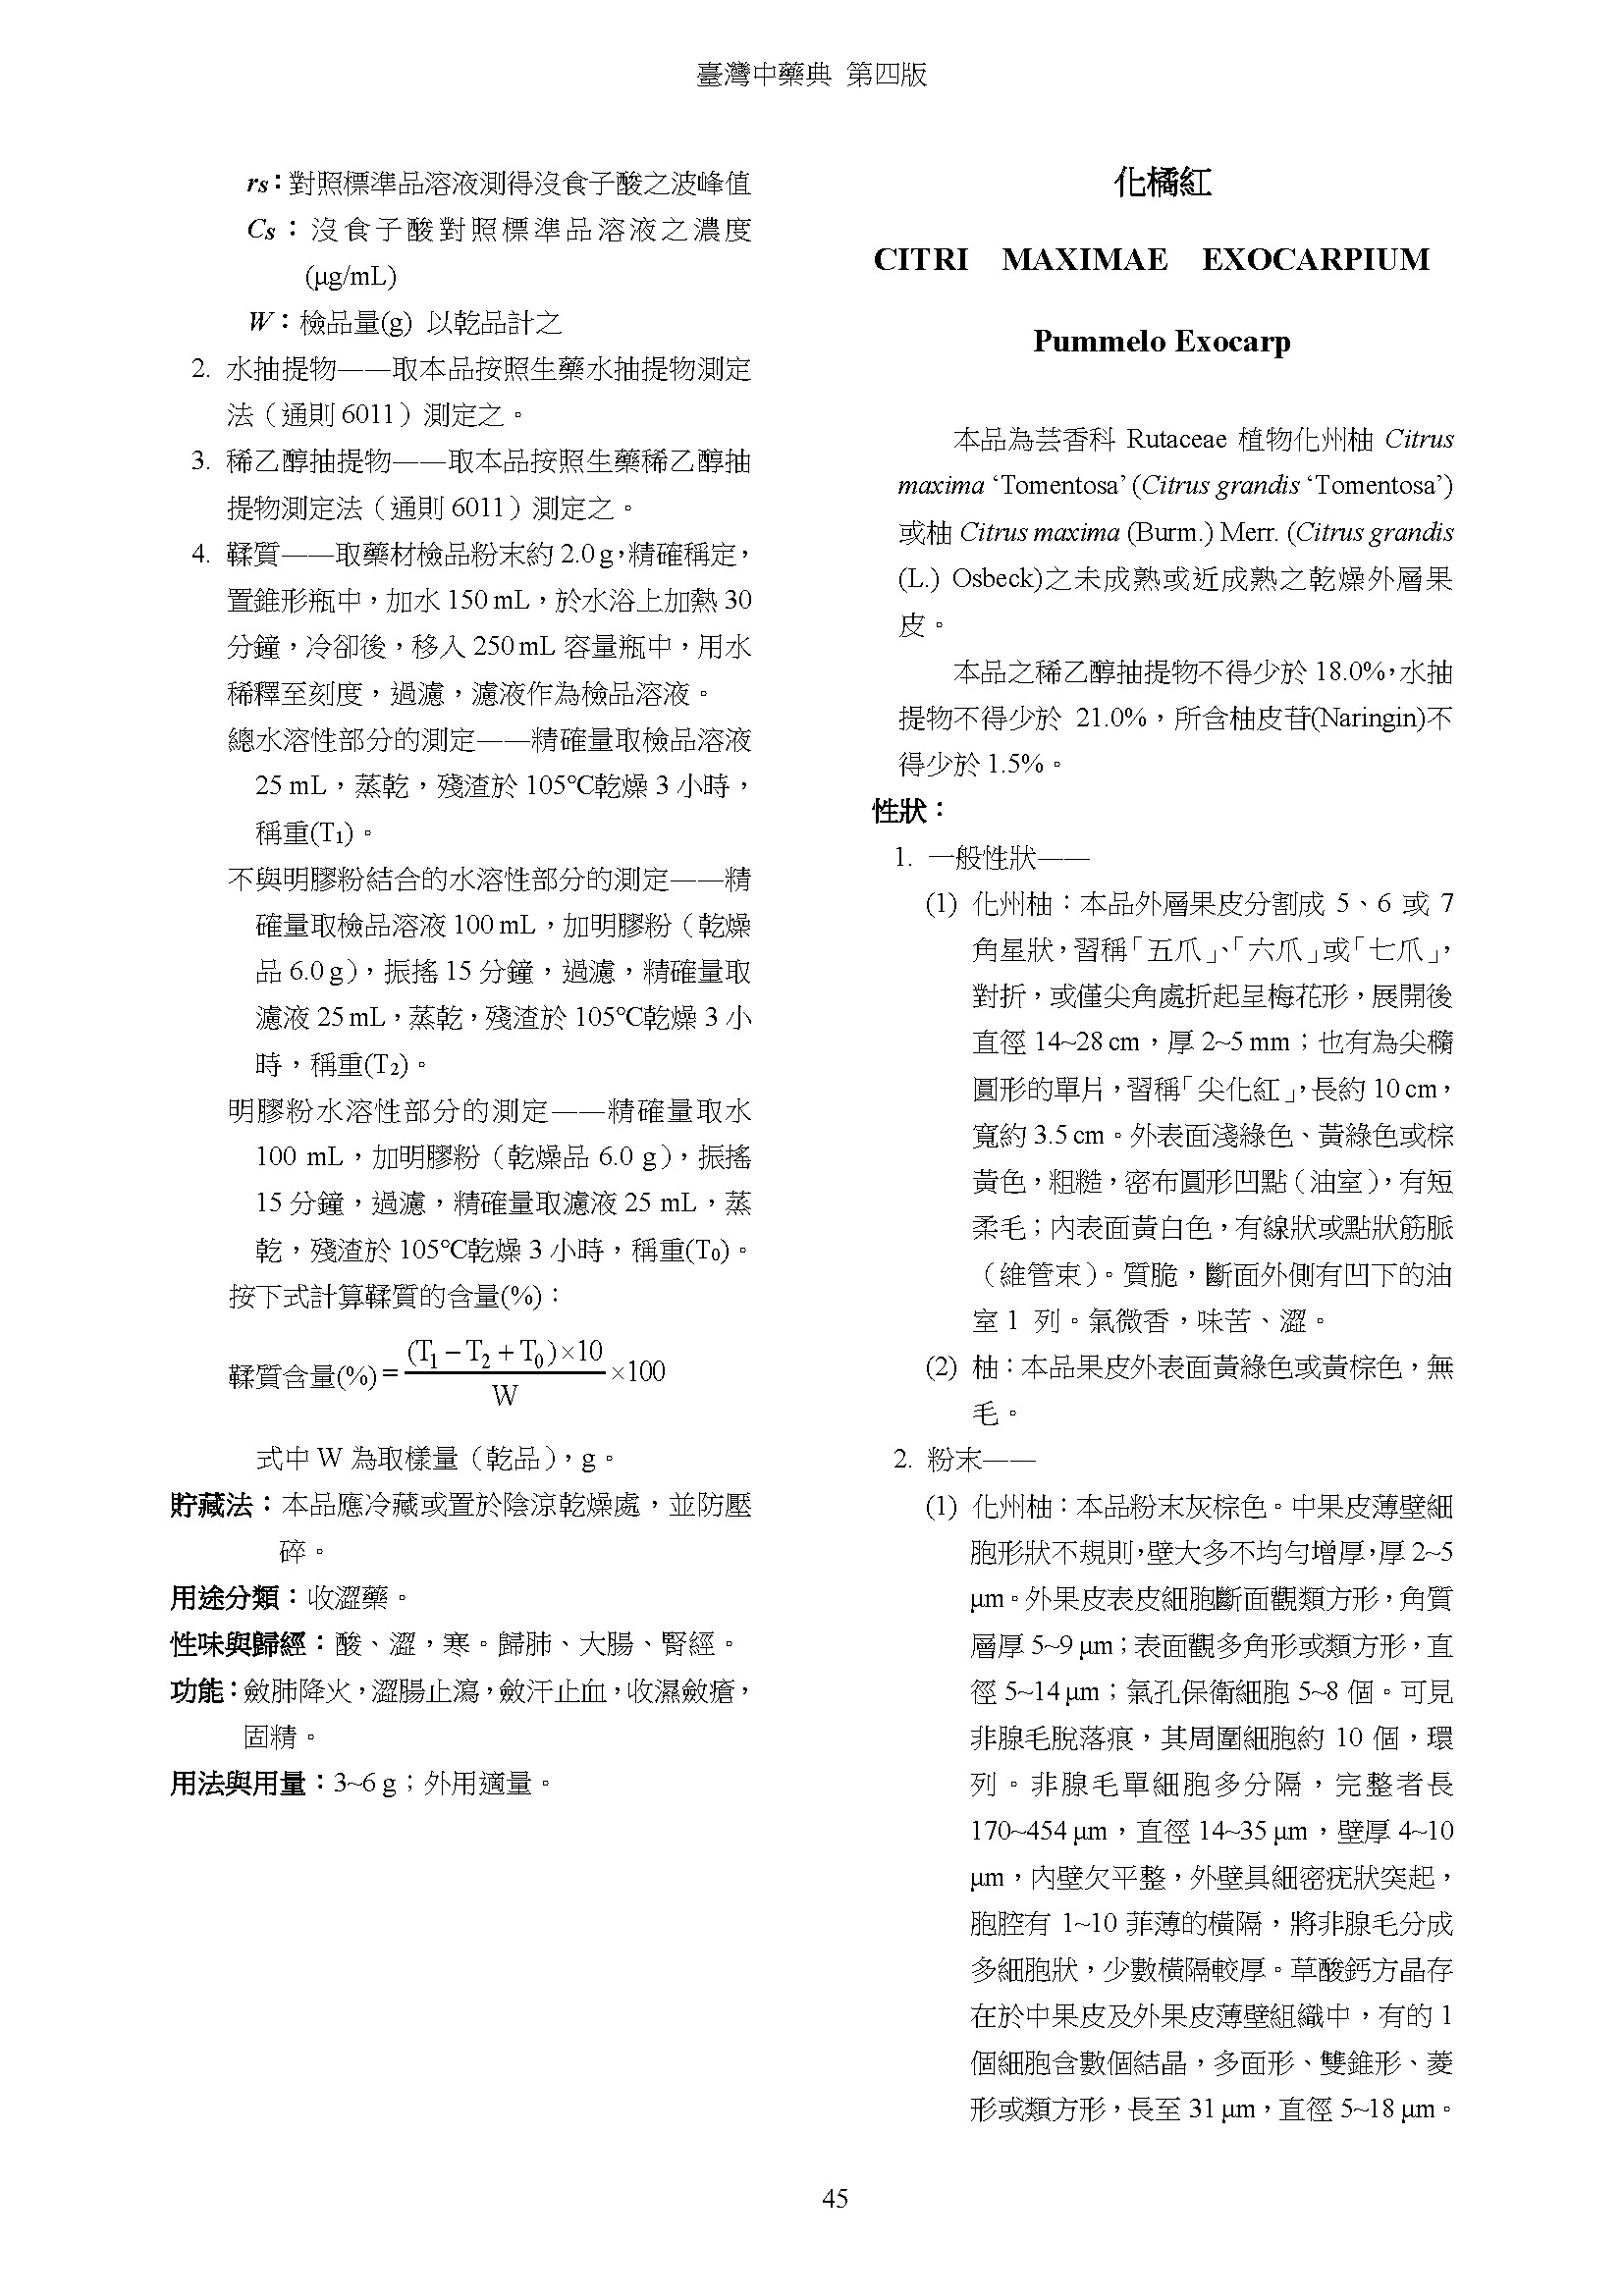 臺灣中藥典 第四版
rs：對照標準品溶液測得沒食子酸之波峰值
Cs：沒食子酸對照標準品溶液之濃度
(μg/mL)
W：檢品量(g) 以乾品計之
2. 水抽提物——取本品按照生藥水抽提物測定
法（通則 6011）測定之。
3. 稀乙醇抽提物——取本品按照生藥稀乙醇抽
提物測定法（通則 6011）測定之。
4. 鞣質——取藥材檢品粉末約 2.0 g，精確稱定，
置錐形瓶中，加水 150 mL，於水浴上加熱 30
分鐘，冷卻後，移入 250 mL 容量瓶中，用水
稀釋至刻度，過濾，濾液作為檢品溶液。
總水溶性部分的測定——精確量取檢品溶液
25 mL，蒸乾，殘渣於 105℃乾燥 3 小時，
稱重(T₁)。
不與明膠粉結合的水溶性部分的測定——精
確量取檢品溶液 100 mL，加明膠粉（乾燥
品 6.0 g），振搖 15 分鐘，過濾，精確量取
濾液 25 mL，蒸乾，殘渣於 105℃乾燥 3 小
時，稱重(T₂)。
明膠粉水溶性部分的測定——精確量取水
100 mL，加明膠粉（乾燥品 6.0 g），振搖
15 分鐘，過濾，精確量取濾液 25 mL，蒸
乾，殘渣於 105℃乾燥 3 小時，稱重(T₀)。
按下式計算鞣質的含量(%)：
鞣質含量(%) = (T₁ − T₂ + T₀)×10 / W ×100
式中 W 為取樣量（乾品），g。
貯藏法：本品應冷藏或置於陰涼乾燥處，並防壓
碎。
用途分類：收澀藥。
性味與歸經：酸、澀，寒。歸肺、大腸、腎經。
功能：斂肺降火，澀腸止瀉，斂汗止血，收濕斂瘡，
固精。
用法與用量：3~6 g；外用適量。
化橘紅
CITRI MAXIMAE EXOCARPIUM
Pummelo Exocarp
本品為芸香科 Rutaceae 植物化州柚 Citrus
maxima ‘Tomentosa’ (Citrus grandis ‘Tomentosa’)
或柚 Citrus maxima (Burm.) Merr. (Citrus grandis
(L.) Osbeck)之未成熟或近成熟之乾燥外層果
皮。
本品之稀乙醇抽提物不得少於 18.0%，水抽
提物不得少於 21.0%，所含柚皮苷(Naringin)不
得少於 1.5%。
性狀：
1. 一般性狀——
(1) 化州柚：本品外層果皮分割成 5、6 或 7
角星狀，習稱「五爪」、「六爪」或「七爪」，
對折，或僅尖角處折起呈梅花形，展開後
直徑 14~28 cm，厚 2~5 mm；也有為尖橢
圓形的單片，習稱「尖化紅」，長約 10 cm，
寬約 3.5 cm。外表面淺綠色、黃綠色或棕
黃色，粗糙，密布圓形凹點（油室），有短
柔毛；內表面黃白色，有線狀或點狀筋脈
（維管束）。質脆，斷面外側有凹下的油
室 1 列。氣微香，味苦、澀。
(2) 柚：本品果皮外表面黃綠色或黃棕色，無
毛。
2. 粉末——
(1) 化州柚：本品粉末灰棕色。中果皮薄壁細
胞形狀不規則，壁大多不均勻增厚，厚 2~5
μm。外果皮表皮細胞斷面觀類方形，角質
層厚 5~9 μm；表面觀多角形或類方形，直
徑 5~14 μm；氣孔保衛細胞 5~8 個。可見
非腺毛脫落痕，其周圍細胞約 10 個，環
列。非腺毛單細胞多分隔，完整者長
170~454 μm，直徑 14~35 μm，壁厚 4~10
μm，內壁欠平整，外壁具細密疣狀突起，
胞腔有 1~10 菲薄的橫隔，將非腺毛分成
多細胞狀，少數橫隔較厚。草酸鈣方晶存
在於中果皮及外果皮薄壁組織中，有的 1
個細胞含數個結晶，多面形、雙錐形、菱
形或類方形，長至 31 μm，直徑 5~18 μm。
45